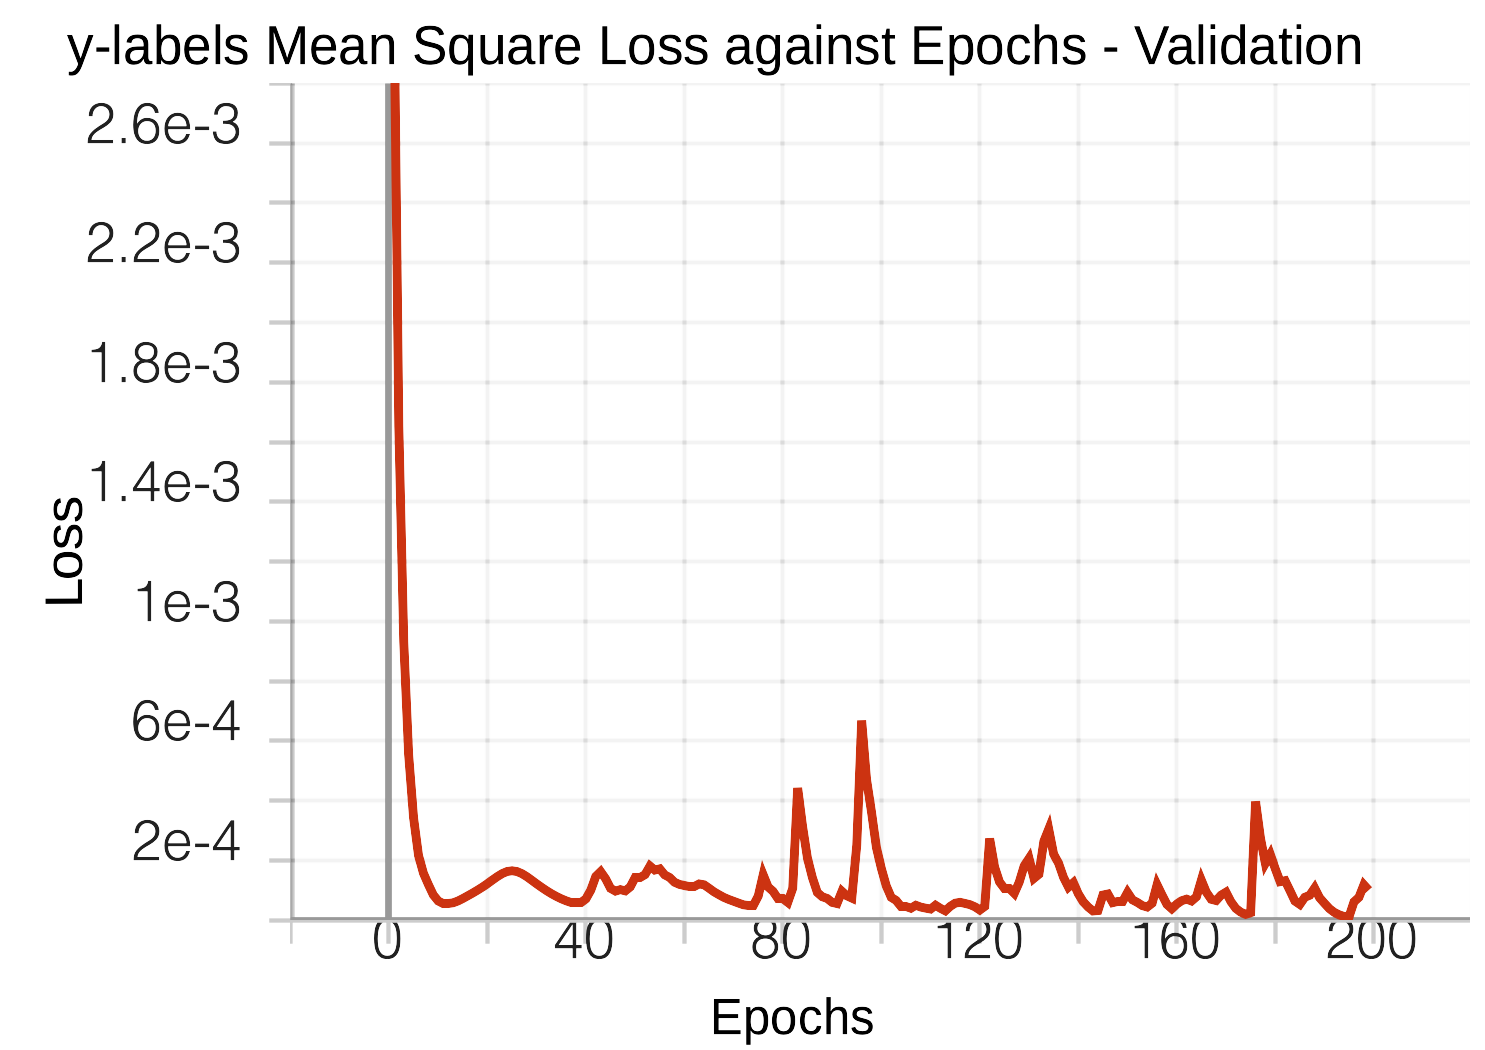 y-labels Mean Square Loss against Epochs - Validation
2.6e-3
2.2e-3
1.8e-3
1.4e-3
1e-3
6e-4
2e-4
Loss
0 40 80 120 160 200
Epochs